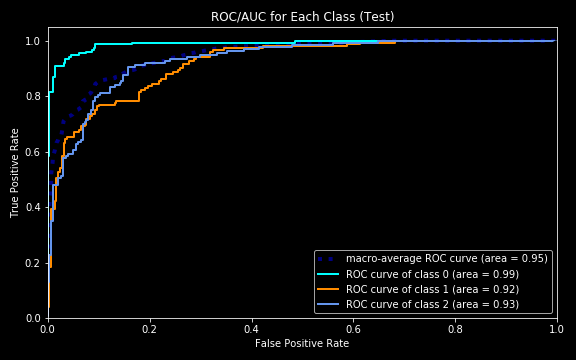 ROC/AUC for Each Class (Test)
1.0
0.8
0.6
0.4
0.2
0.0
True Positive Rate
macro-average ROC curve (area = 0.95)
ROC curve of class 0 (area = 0.99)
ROC curve of class 1 (area = 0.92)
ROC curve of class 2 (area = 0.93)
0.0 0.2 0.4 0.6 0.8 1.0
False Positive Rate